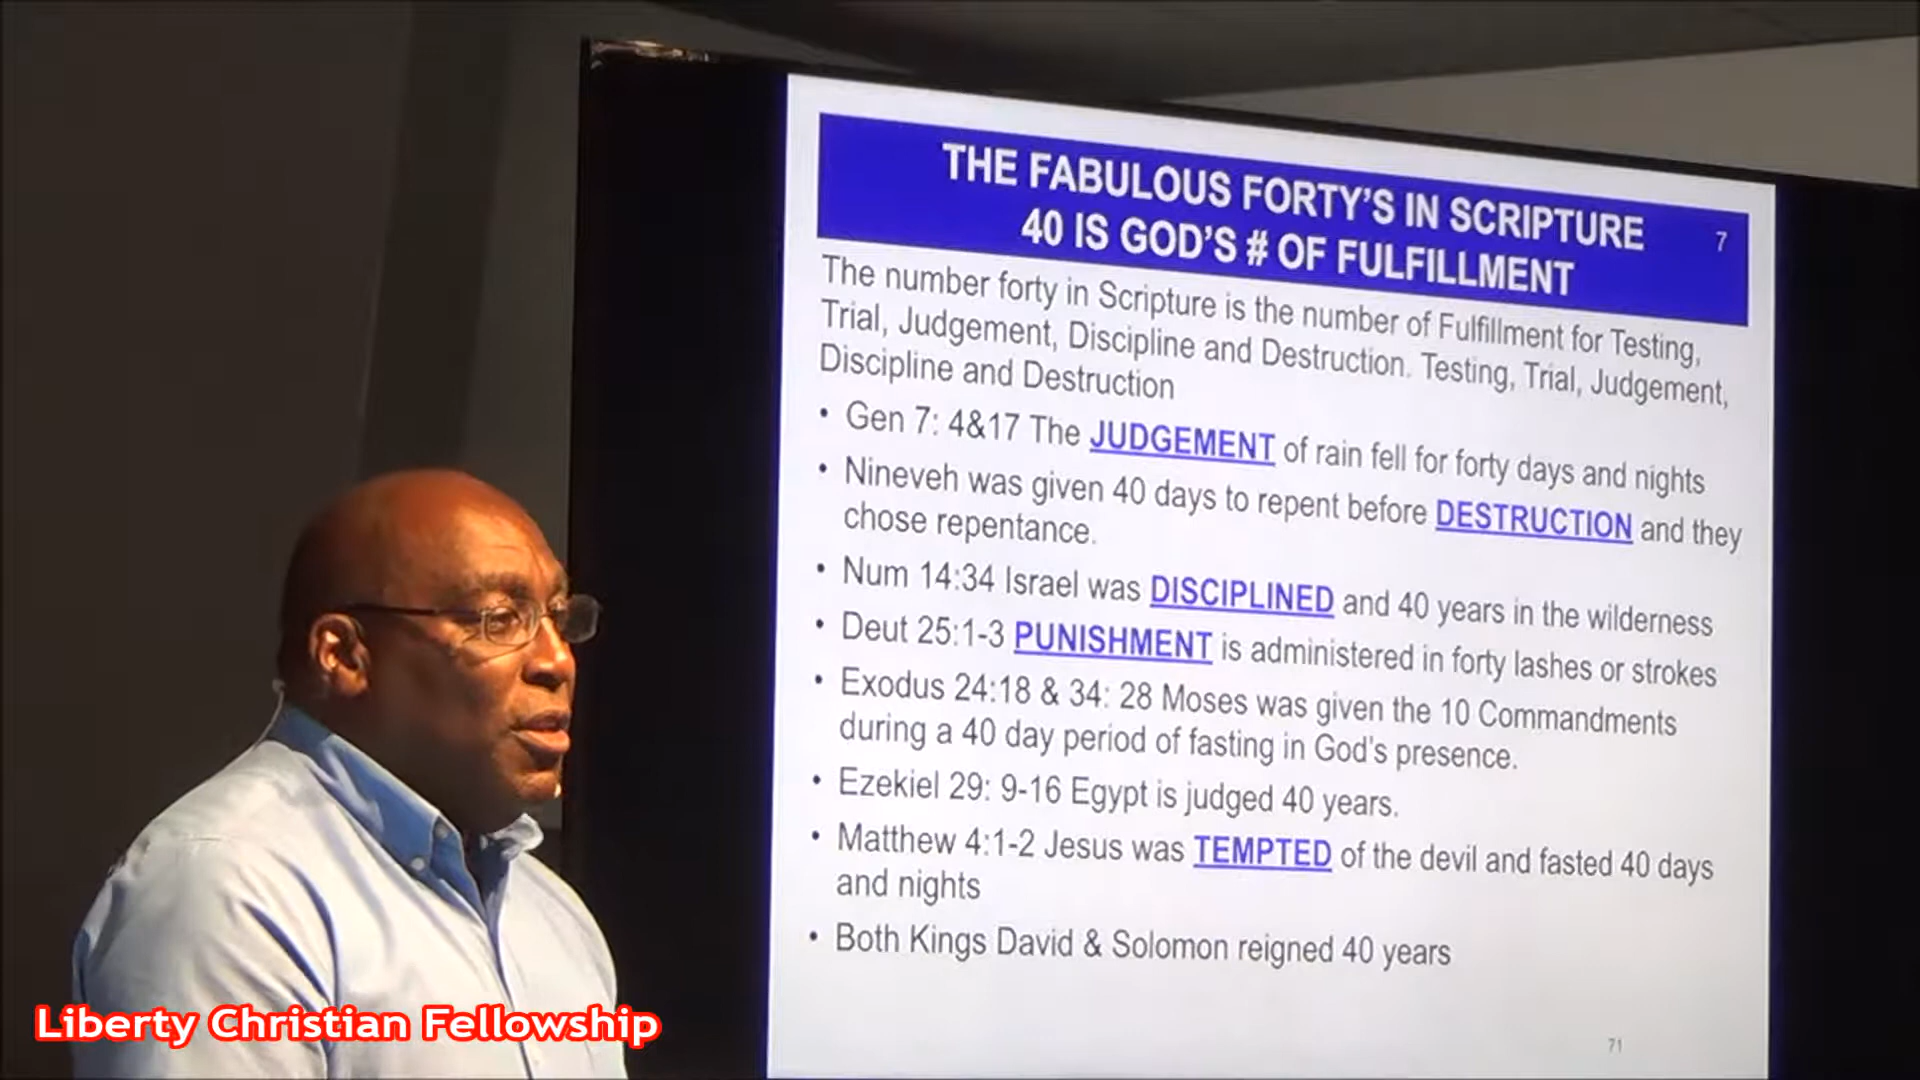 THE FABULOUS FORTY'S IN SCRIPTURE
40 IS GOD'S # OF FULFILLMENT
7
The number forty in Scripture is the number of Fulfillment for Testing,
Trial, Judgement, Discipline and Destruction. Testing, Trial, Judgement,
Discipline and Destruction
• Gen 7: 4&17 The JUDGEMENT of rain fell for forty days and nights
• Nineveh was given 40 days to repent before DESTRUCTION and they
chose repentance.
• Num 14:34 Israel was DISCIPLINED and 40 years in the wilderness
• Deut 25:1-3 PUNISHMENT is administered in forty lashes or strokes
• Exodus 24:18 & 34: 28 Moses was given the 10 Commandments
during a 40 day period of fasting in God's presence.
• Ezekiel 29: 9-16 Egypt is judged 40 years.
• Matthew 4:1-2 Jesus was TEMPTED of the devil and fasted 40 days
and nights
• Both Kings David & Solomon reigned 40 years
71
Liberty Christian Fellowship